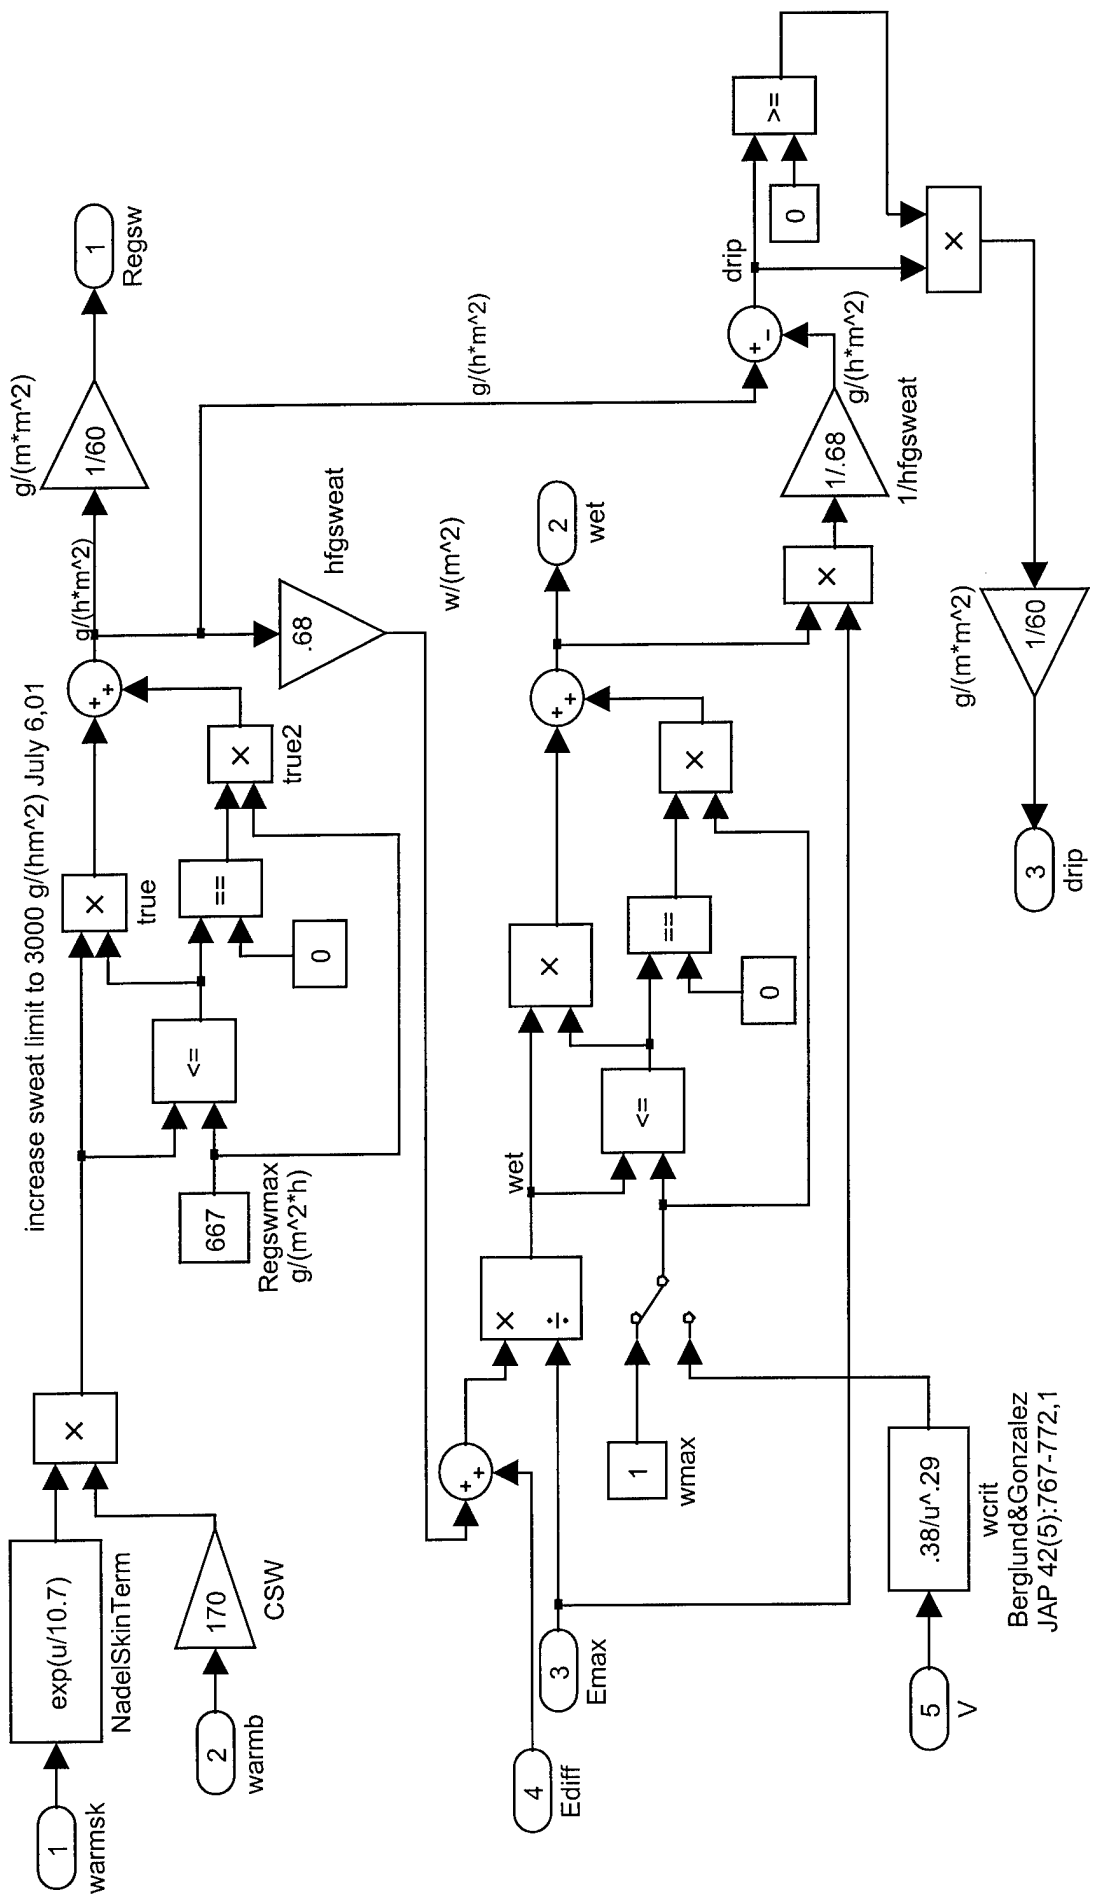 increase sweat limit to 3000 g/(hm^2) July 6,01
1
warmsk
exp(u/10.7)
NadelSkinTerm
2
warmb
170
CSW
×
667
Regswmax
g/(m^2*h)
<=
0
==
×
true
×
true2
+
+
g/(h*m^2)
g/(m*m^2)
1/60
1
Regsw
.68
hfgsweat
w/(m^2)
g/(h*m^2)
4
Ediff
3
Emax
+
+
×
÷
wet
1
wmax
5
V
.38/u^.29
wcrit
Berglund&Gonzalez
JAP 42(5):767-772,1
<=
0
==
×
×
+
+
2
wet
×
1/.68
1/hfgsweat
g/(h*m^2)
+
-
drip
0
>=
×
g/(m*m^2)
1/60
3
drip